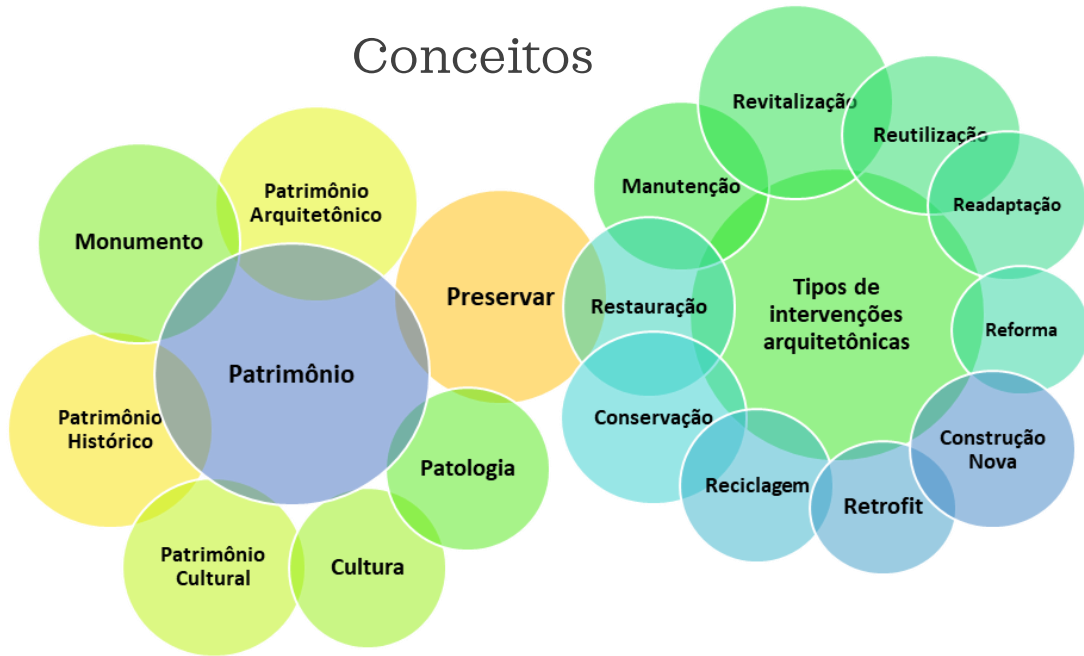 Conceitos
Patrimônio
Arquitetônico
Monumento
Preservar
Patrimônio
Patrimônio
Histórico
Patologia
Patrimônio
Cultural
Cultura
Revitalização
Reutilização
Manutenção
Readaptação
Restauração
Tipos de
intervenções
arquitetônicas
Reforma
Conservação
Construção
Nova
Reciclagem
Retrofit